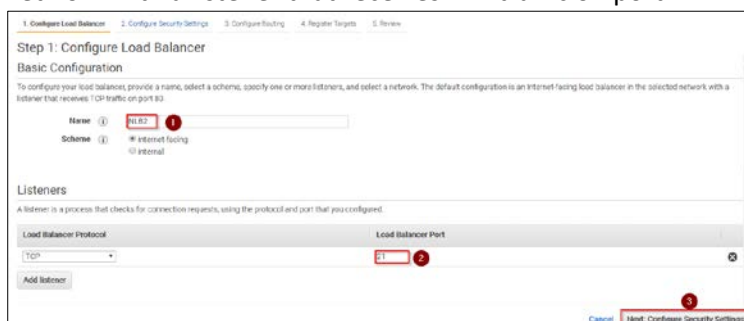 1. Configure Load Balancer 2. Configure Security Settings 3. Configure Routing 4. Register Targets 5. Review
Step 1: Configure Load Balancer
Basic Configuration
To configure your load balancer, provide a name, select a scheme, specify one or more listeners, and select a network. The default configuration is an Internet-facing load balancer in the selected network with a
listener that receives TCP traffic on port 80.
Name i 1
Scheme i internet-facing
internal
Listeners
A listener is a process that checks for connection requests, using the protocol and port that you configured.
Load Balancer Protocol Load Balancer Port
TCP 21 2
Add listener
3
Cancel Next: Configure Security Settings